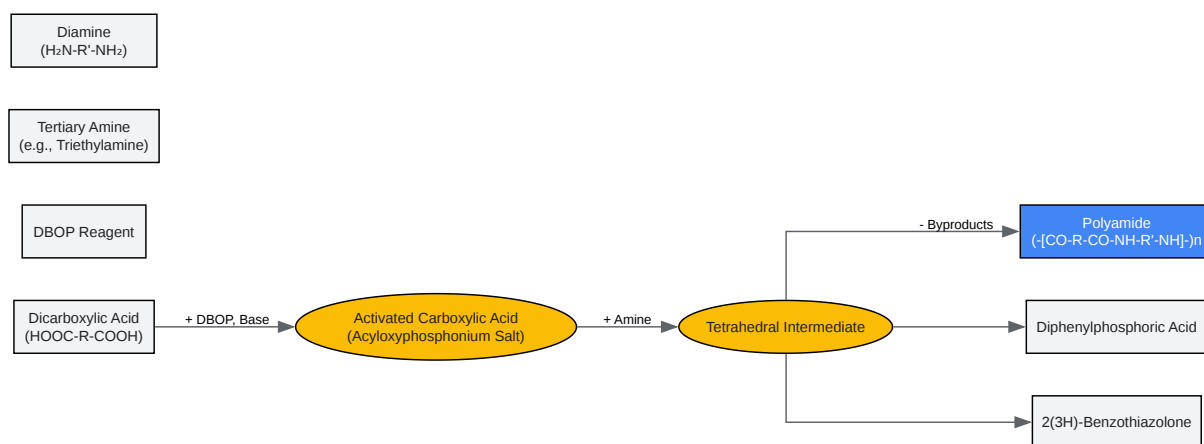 Diamine
(H₂N-R'-NH₂)
Tertiary Amine
(e.g., Triethylamine)
DBOP Reagent
- Byproducts
Polyamide
(-[CO-R-CO-NH-R'-NH]-)n
Dicarboxylic Acid
(HOOC-R-COOH)
+ DBOP, Base
Activated Carboxylic Acid
(Acyloxyphosphonium Salt)
+ Amine
Tetrahedral Intermediate
Diphenylphosphoric Acid
2(3H)-Benzothiazolone